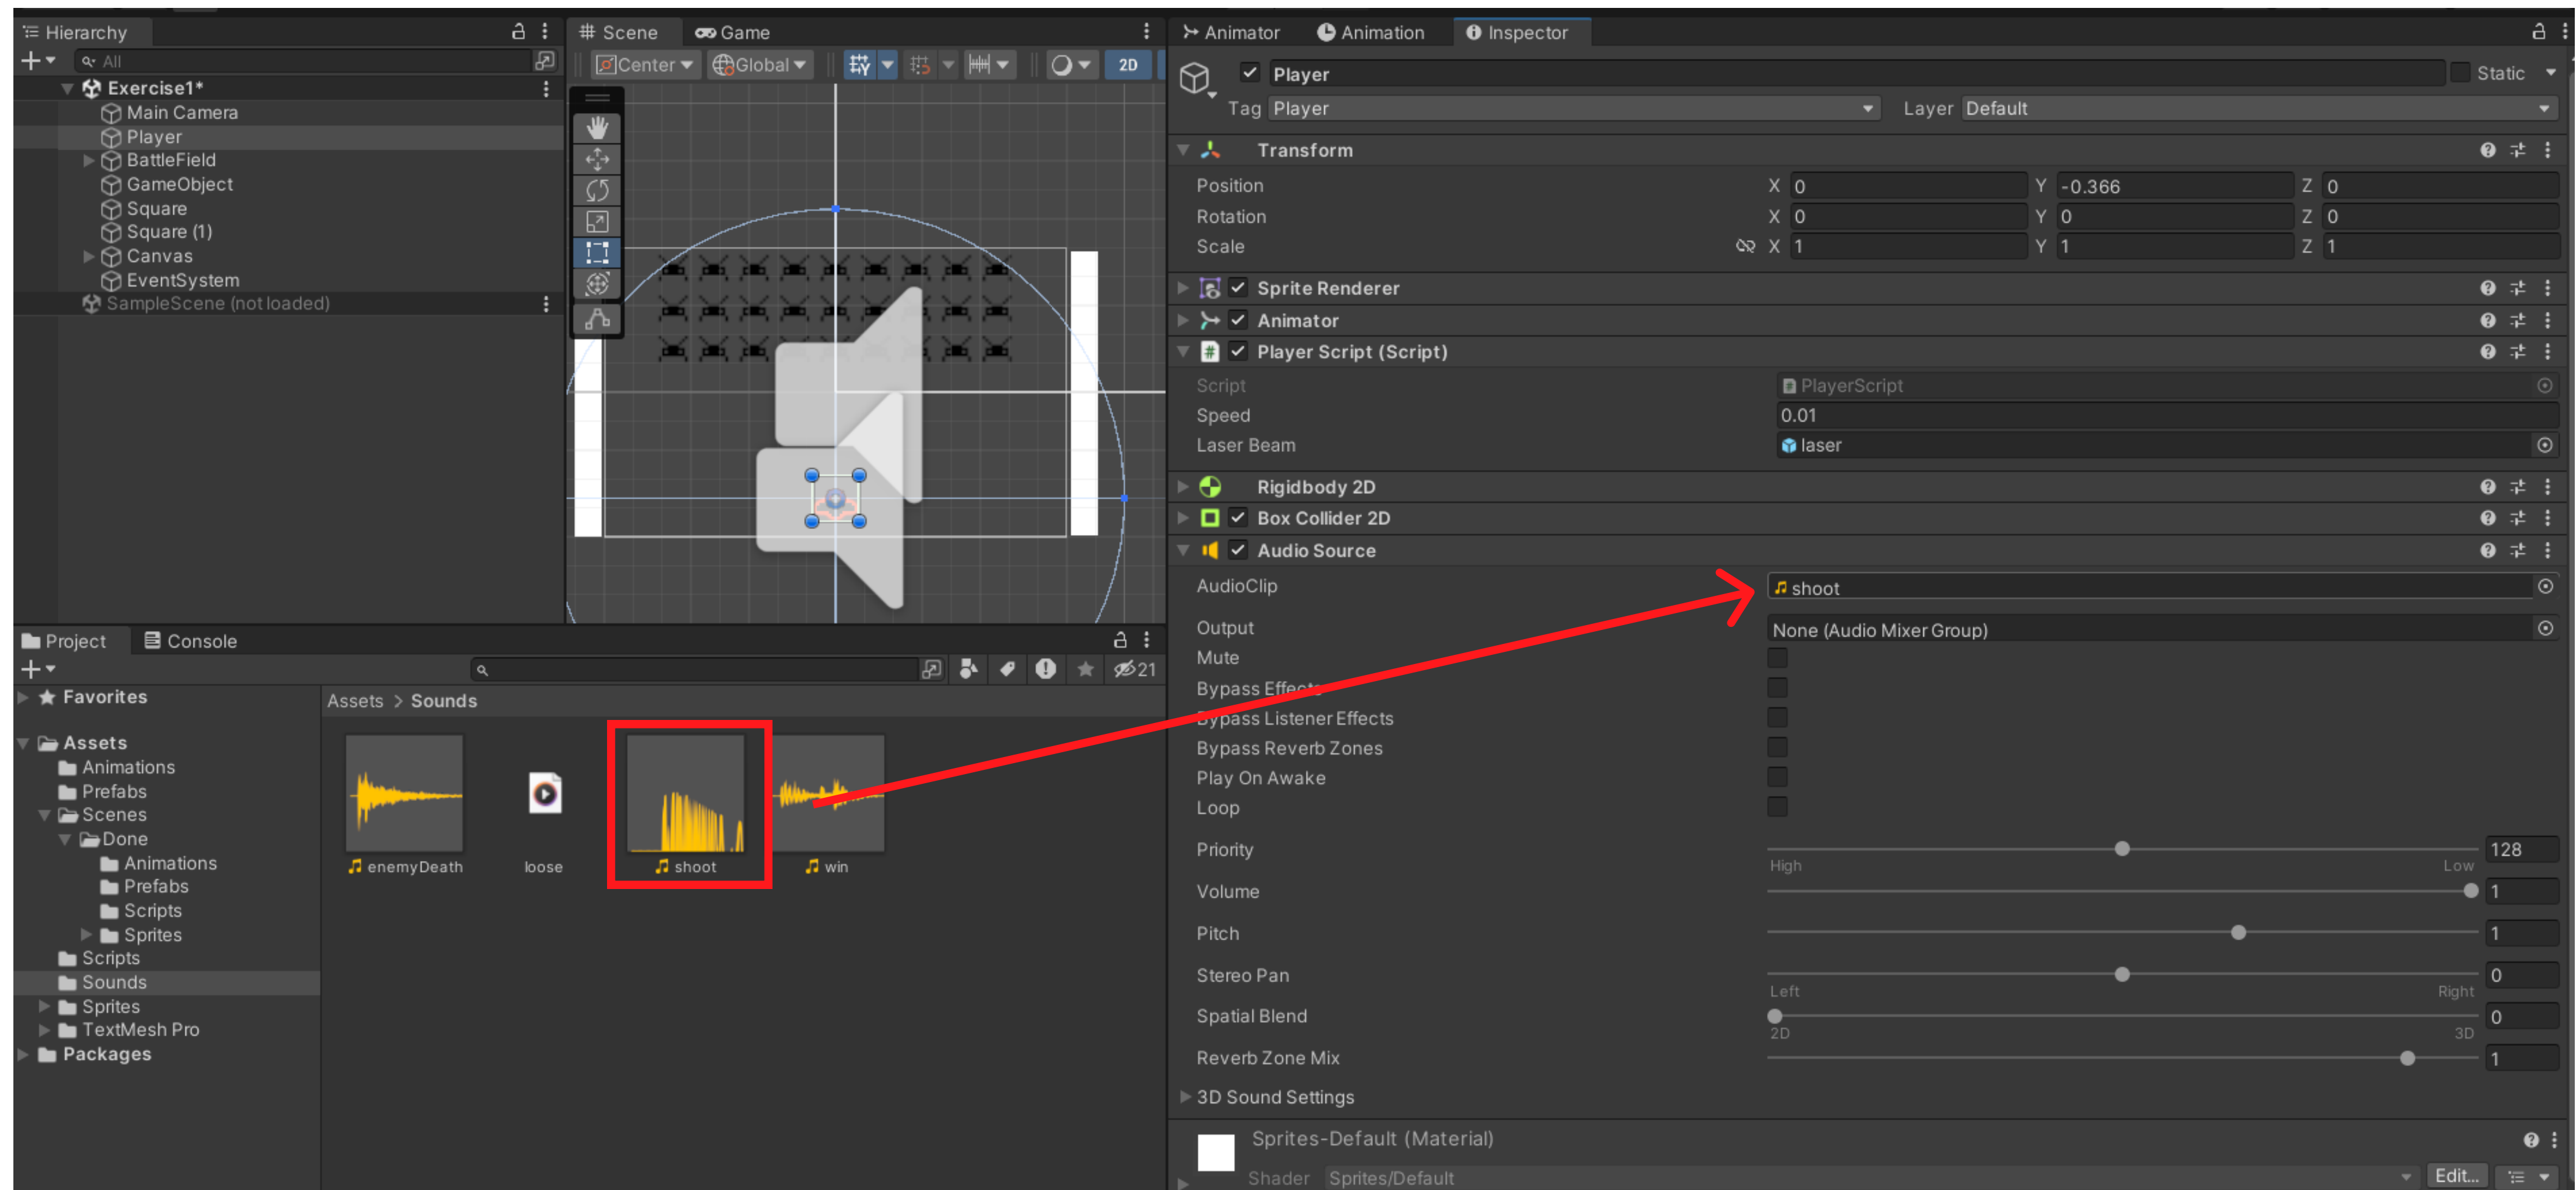 Hierarchy
All
Exercise1*
Main Camera
Player
BattleField
GameObject
Square
Square (1)
Canvas
EventSystem
SampleScene (not loaded)
Scene
Game
Center
Global
2D
Project
Console
21
Favorites
Assets
Animations
Prefabs
Scenes
Done
Animations
Prefabs
Scripts
Sprites
Scripts
Sounds
Sprites
TextMesh Pro
Packages
Assets > Sounds
enemyDeath
loose
shoot
win
Animator
Animation
Inspector
Player
Static
Tag Player
Layer Default
Transform
Position X 0 Y -0.366 Z 0
Rotation X 0 Y 0 Z 0
Scale X 1 Y 1 Z 1
Sprite Renderer
Animator
Player Script (Script)
Script PlayerScript
Speed 0.01
Laser Beam laser
Rigidbody 2D
Box Collider 2D
Audio Source
AudioClip shoot
Output None (Audio Mixer Group)
Mute
Bypass Effects
Bypass Listener Effects
Bypass Reverb Zones
Play On Awake
Loop
Priority 128
High Low
Volume 1
Pitch 1
Stereo Pan 0
Left Right
Spatial Blend 0
2D 3D
Reverb Zone Mix 1
3D Sound Settings
Sprites-Default (Material)
Shader Sprites/Default Edit...